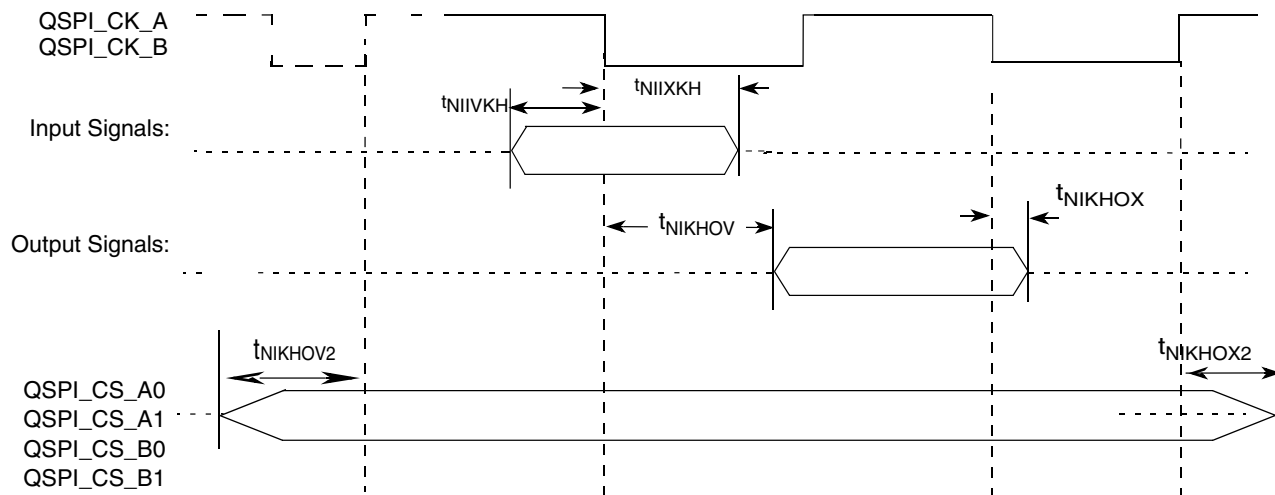 QSPI_CK_A
QSPI_CK_B
tNIIXKH
tNIIVKH
Input Signals:
tNIKHOX
tNIKHOV
Output Signals:
tNIKHOV2
tNIKHOX2
QSPI_CS_A0
QSPI_CS_A1
QSPI_CS_B0
QSPI_CS_B1